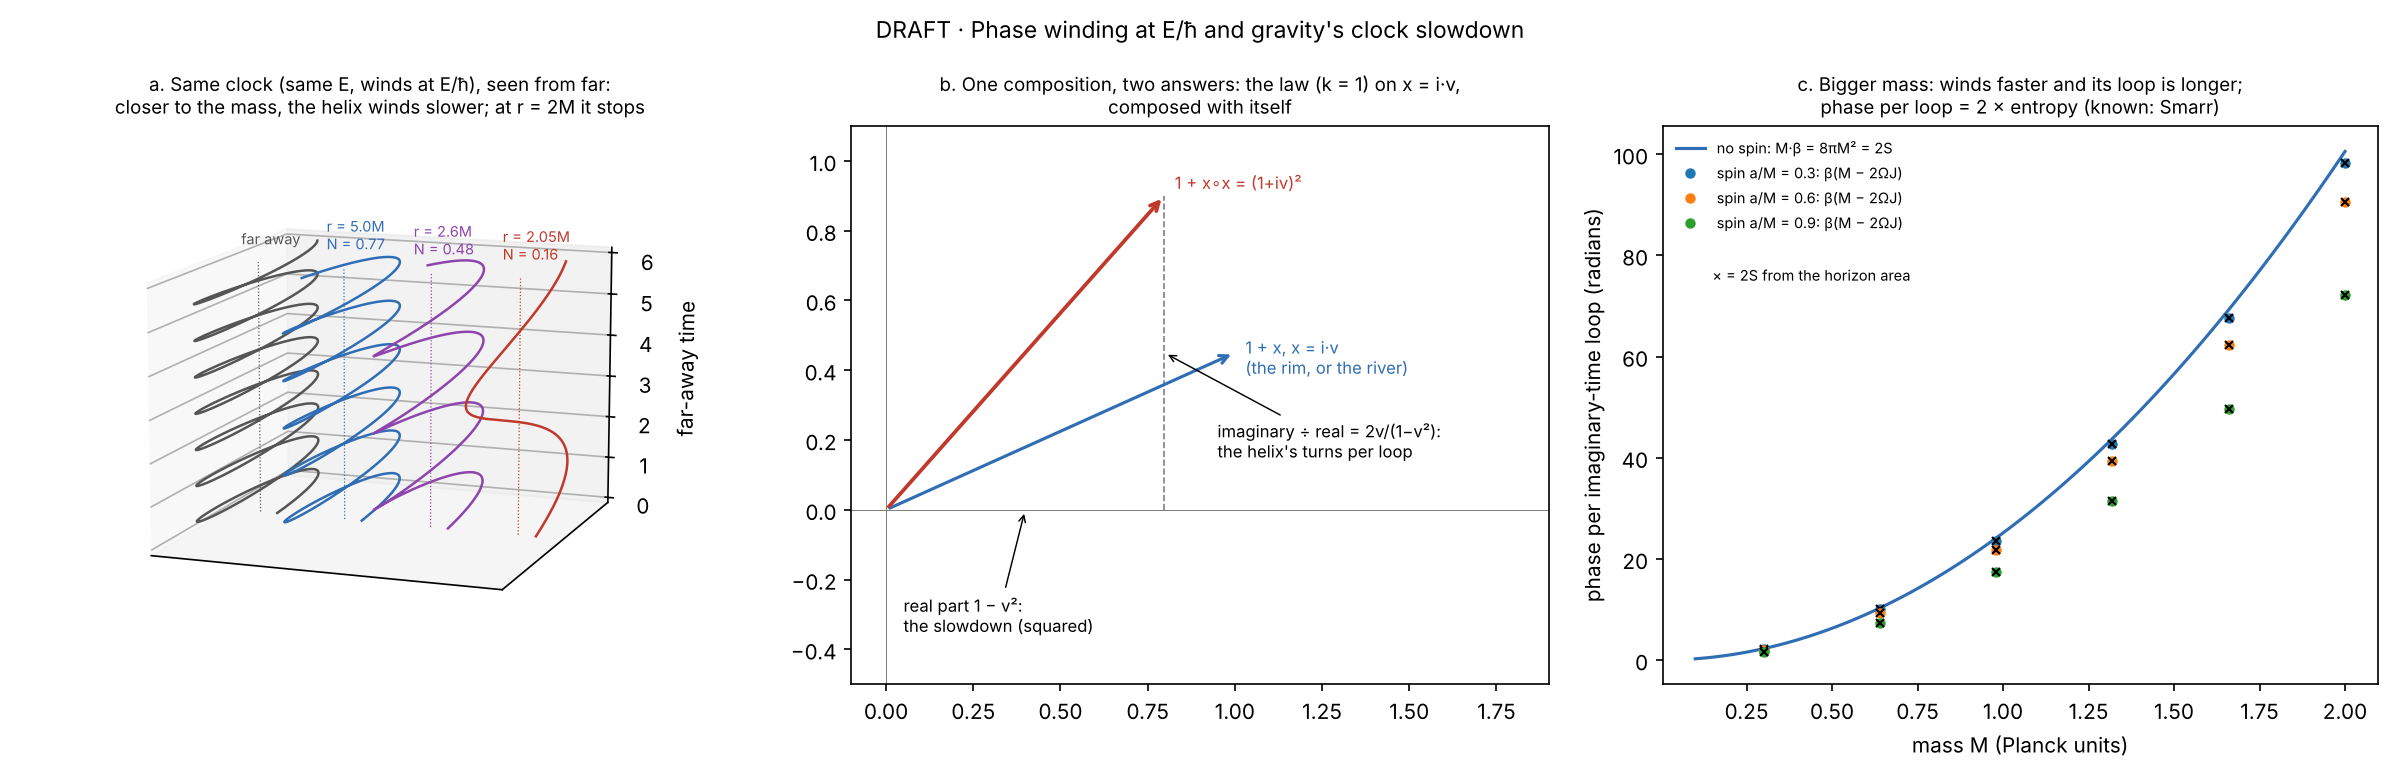 DRAFT · Phase winding at E/ħ and gravity's clock slowdown
a. Same clock (same E, winds at E/ħ), seen from far:
closer to the mass, the helix winds slower; at r = 2M it stops
far away
r = 5.0M
N = 0.77
r = 2.6M
N = 0.48
r = 2.05M
N = 0.16
6
5
4
3
2
1
0
far-away time
b. One composition, two answers: the law (k = 1) on x = i·v,
composed with itself
1.0
0.8
0.6
0.4
0.2
0.0
−0.2
−0.4
1 + x∘x = (1+iv)²
1 + x, x = i·v
(the rim, or the river)
imaginary ÷ real = 2v/(1−v²):
the helix's turns per loop
real part 1 − v²:
the slowdown (squared)
0.00 0.25 0.50 0.75 1.00 1.25 1.50 1.75
c. Bigger mass: winds faster and its loop is longer;
phase per loop = 2 × entropy (known: Smarr)
phase per imaginary-time loop (radians)
100
80
60
40
20
0
no spin: M·β = 8πM² = 2S
spin a/M = 0.3: β(M − 2ΩJ)
spin a/M = 0.6: β(M − 2ΩJ)
spin a/M = 0.9: β(M − 2ΩJ)
× = 2S from the horizon area
0.25 0.50 0.75 1.00 1.25 1.50 1.75 2.00
mass M (Planck units)